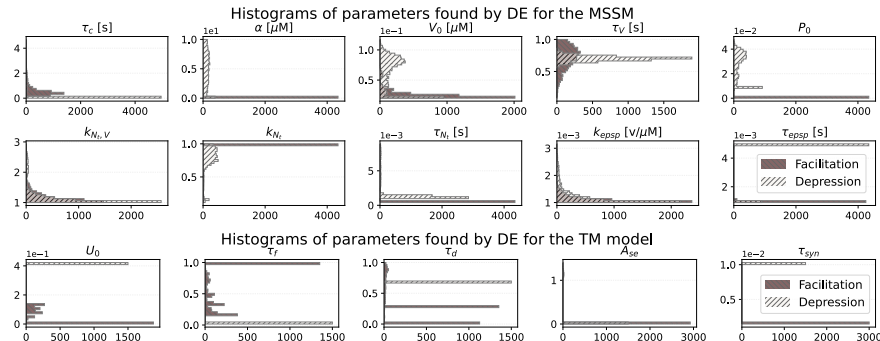 Histograms of parameters found by DE for the MSSM
τc [s]
α [μM]
V0 [μM]
τV [s]
P0
1e1
1e-1
1e-2
4
2
0
0 2000 4000
1.0
0.5
0.0
0 2000 4000
1.0
0.5
0.0
0 1000 2000
1.0
0.5
0 500 1000 1500
4
2
0
0 2000 4000
kNt, V
kNt
τNt [s]
kepsp [v/μM]
τepsp [s]
1e-3
1e-3
1e-3
3
2
1
0 1000 2000
1.0
0.5
0 2000 4000
5
0
0 2000 4000
3
2
1
0 1000 2000
4
2
0 2000 4000
Facilitation
Depression
Histograms of parameters found by DE for the TM model
U0
τf
τd
Ase
τsyn
1e-1
1e-2
4
2
0
0 500 1000 1500
1.0
0.5
0.0
0 500 1000 1500
1.0
0.5
0.0
0 500 1000 1500
1
0
0 1000 2000 3000
1.0
0.5
0 1000 2000 3000
Facilitation
Depression